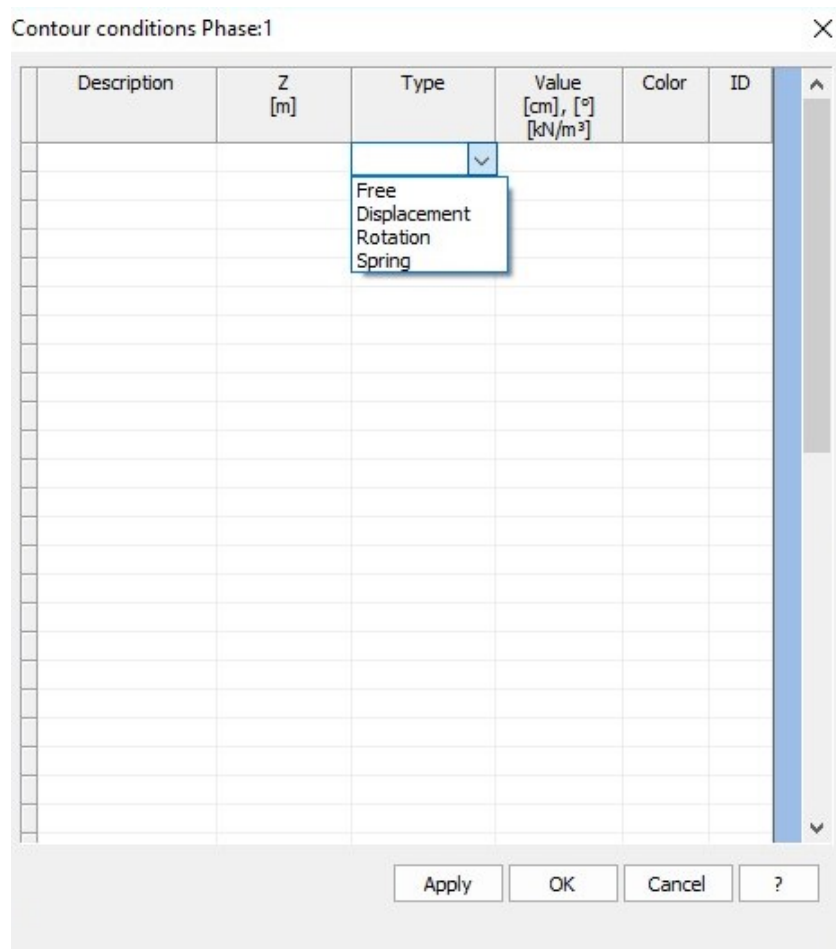 Contour conditions Phase:1
Description Z Type Value Color ID
[m] [cm], [°]
[kN/m³]
Free
Displacement
Rotation
Spring
Apply OK Cancel ?